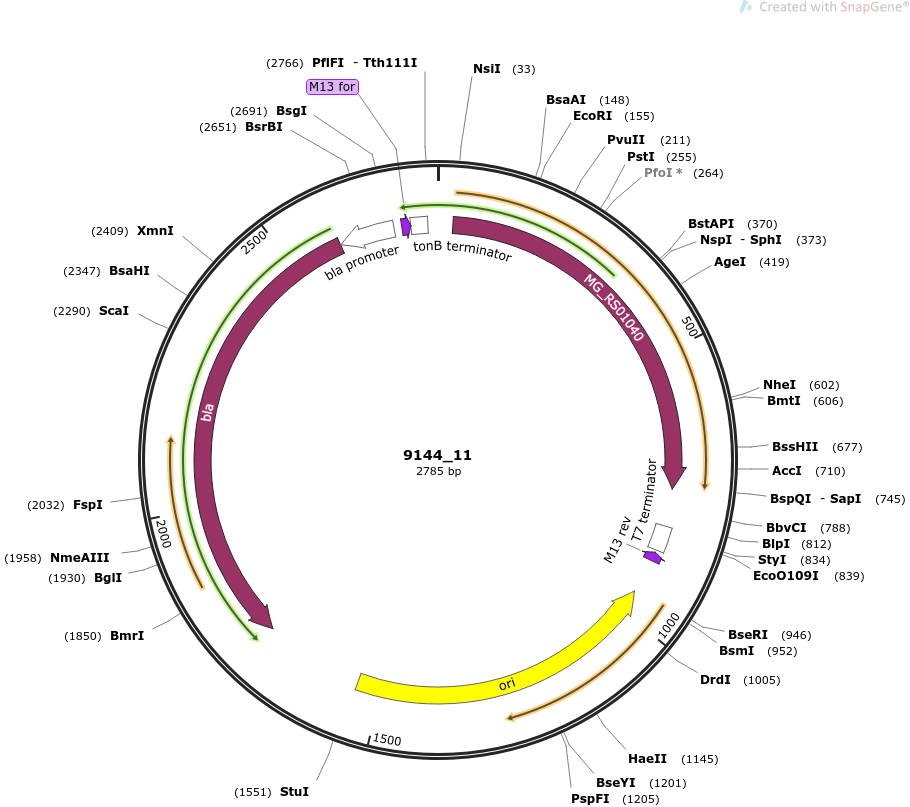 Created with SnapGene®
(2766) PflFI - Tth111I
NsiI (33)
M13 for
BsaAI (148)
(2691) BsgI
EcoRI (155)
(2651) BsrBI
PvuII (211)
PstI (255)
PfoI * (264)
BstAPI (370)
(2409) XmnI
NspI - SphI (373)
2500
bla promoter
tonB terminator
AgeI (419)
(2347) BsaHI
MG_RS01040
(2290) ScaI
500
NheI (602)
BmtI (606)
bla
BssHII (677)
9144_11
2785 bp
AccI (710)
(2032) FspI
BspQI - SapI (745)
T7 terminator
M13 rev
2000
BbvCI (788)
BlpI (812)
(1958) NmeAIII
StyI (834)
(1930) BglI
EcoO109I (839)
(1850) BmrI
1000
BseRI (946)
BsmI (952)
ori
DrdI (1005)
1500
HaeII (1145)
(1551) StuI
BseYI (1201)
PspFI (1205)